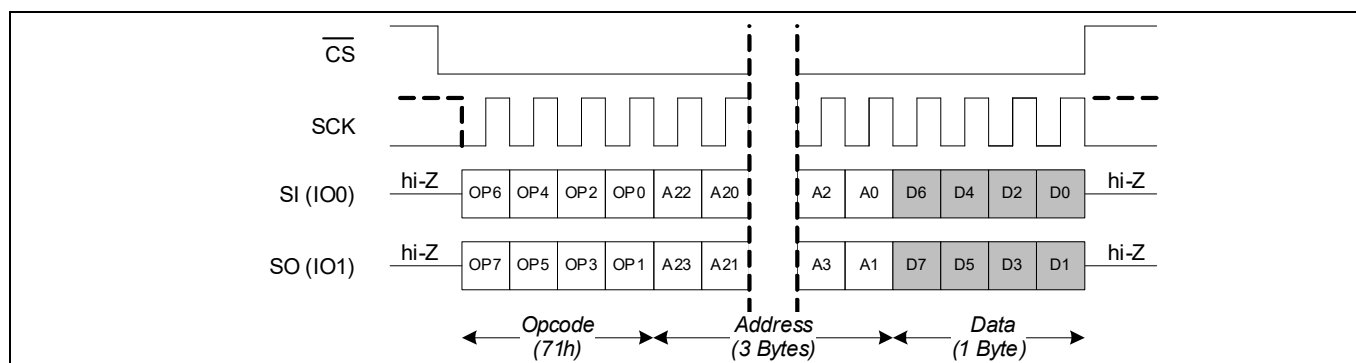 CS
SCK
hi-Z hi-Z
SI (IO0) OP6 OP4 OP2 OP0 A22 A20 A2 A0 D6 D4 D2 D0
hi-Z hi-Z
SO (IO1) OP7 OP5 OP3 OP1 A23 A21 A3 A1 D7 D5 D3 D1
Opcode Address Data
(71h) (3 Bytes) (1 Byte)